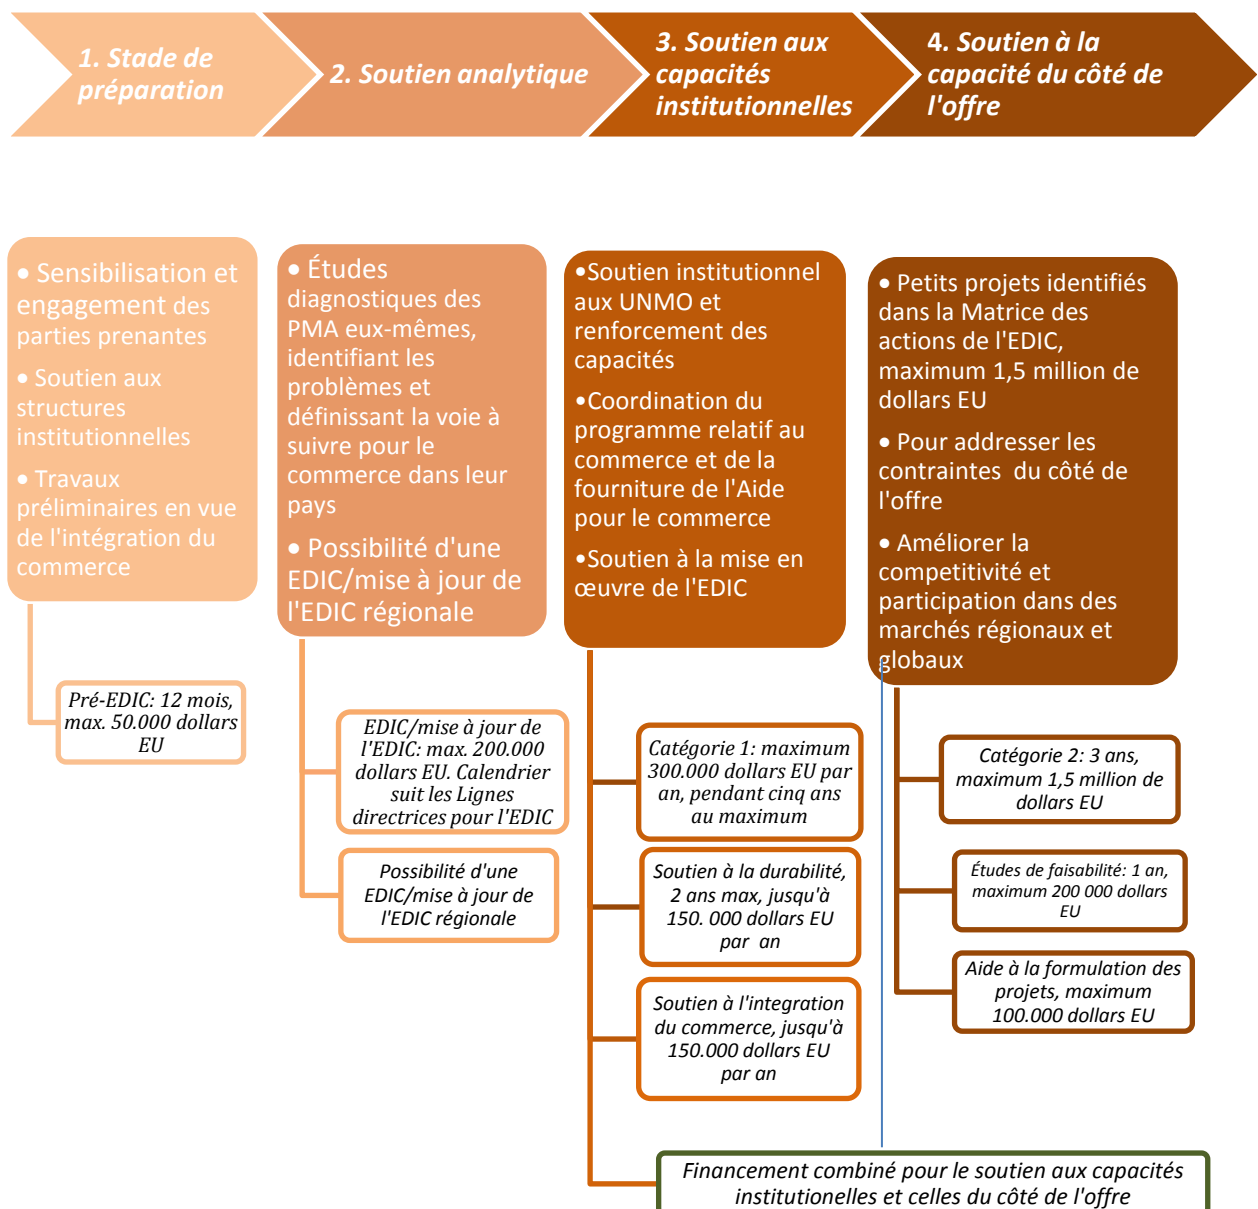 1. Stade de
préparation
2. Soutien analytique
3. Soutien aux
capacités
institutionnelles
4. Soutien à la
capacité du côté de
l'offre
• Sensibilisation et
engagement des
parties prenantes
• Soutien aux
structures
institutionnelles
• Travaux
préliminaires en vue
de l'intégration du
commerce
Pré-EDIC: 12 mois,
max. 50.000 dollars
EU
• Études
diagnostiques des
PMA eux-mêmes,
identifiant les
problèmes et
définissant la voie à
suivre pour le
commerce dans leur
pays
• Possibilité d'une
EDIC/mise à jour de
l'EDIC régionale
EDIC/mise à jour de
l'EDIC: max. 200.000
dollars EU. Calendrier
suit les Lignes
directrices pour l'EDIC
Possibilité d'une
EDIC/mise à jour de
l'EDIC régionale
•Soutien institutionnel
aux UNMO et
renforcement des
capacités
•Coordination du
programme relatif au
commerce et de la
fourniture de l'Aide
pour le commerce
•Soutien à la mise en
œuvre de l'EDIC
Catégorie 1: maximum
300.000 dollars EU par
an, pendant cinq ans
au maximum
Soutien à la durabilité,
2 ans max, jusqu'à
150. 000 dollars EU
par  an
Soutien à l'integration
du commerce, jusqu'à
150.000 dollars EU
par an
• Petits projets identifiés
dans la Matrice des
actions de l'EDIC,
maximum 1,5 million de
dollars EU
• Pour addresser les
contraintes  du côté de
l'offre
• Améliorer la
competitivité et
participation dans des
marchés régionaux et
globaux
Catégorie 2: 3 ans,
maximum 1,5 million de
dollars EU
Études de faisabilité: 1 an,
maximum 200 000 dollars
EU
Aide à la formulation des
projets, maximum
100.000 dollars EU
Financement combiné pour le soutien aux capacités
institutionelles et celles du côté de l'offre